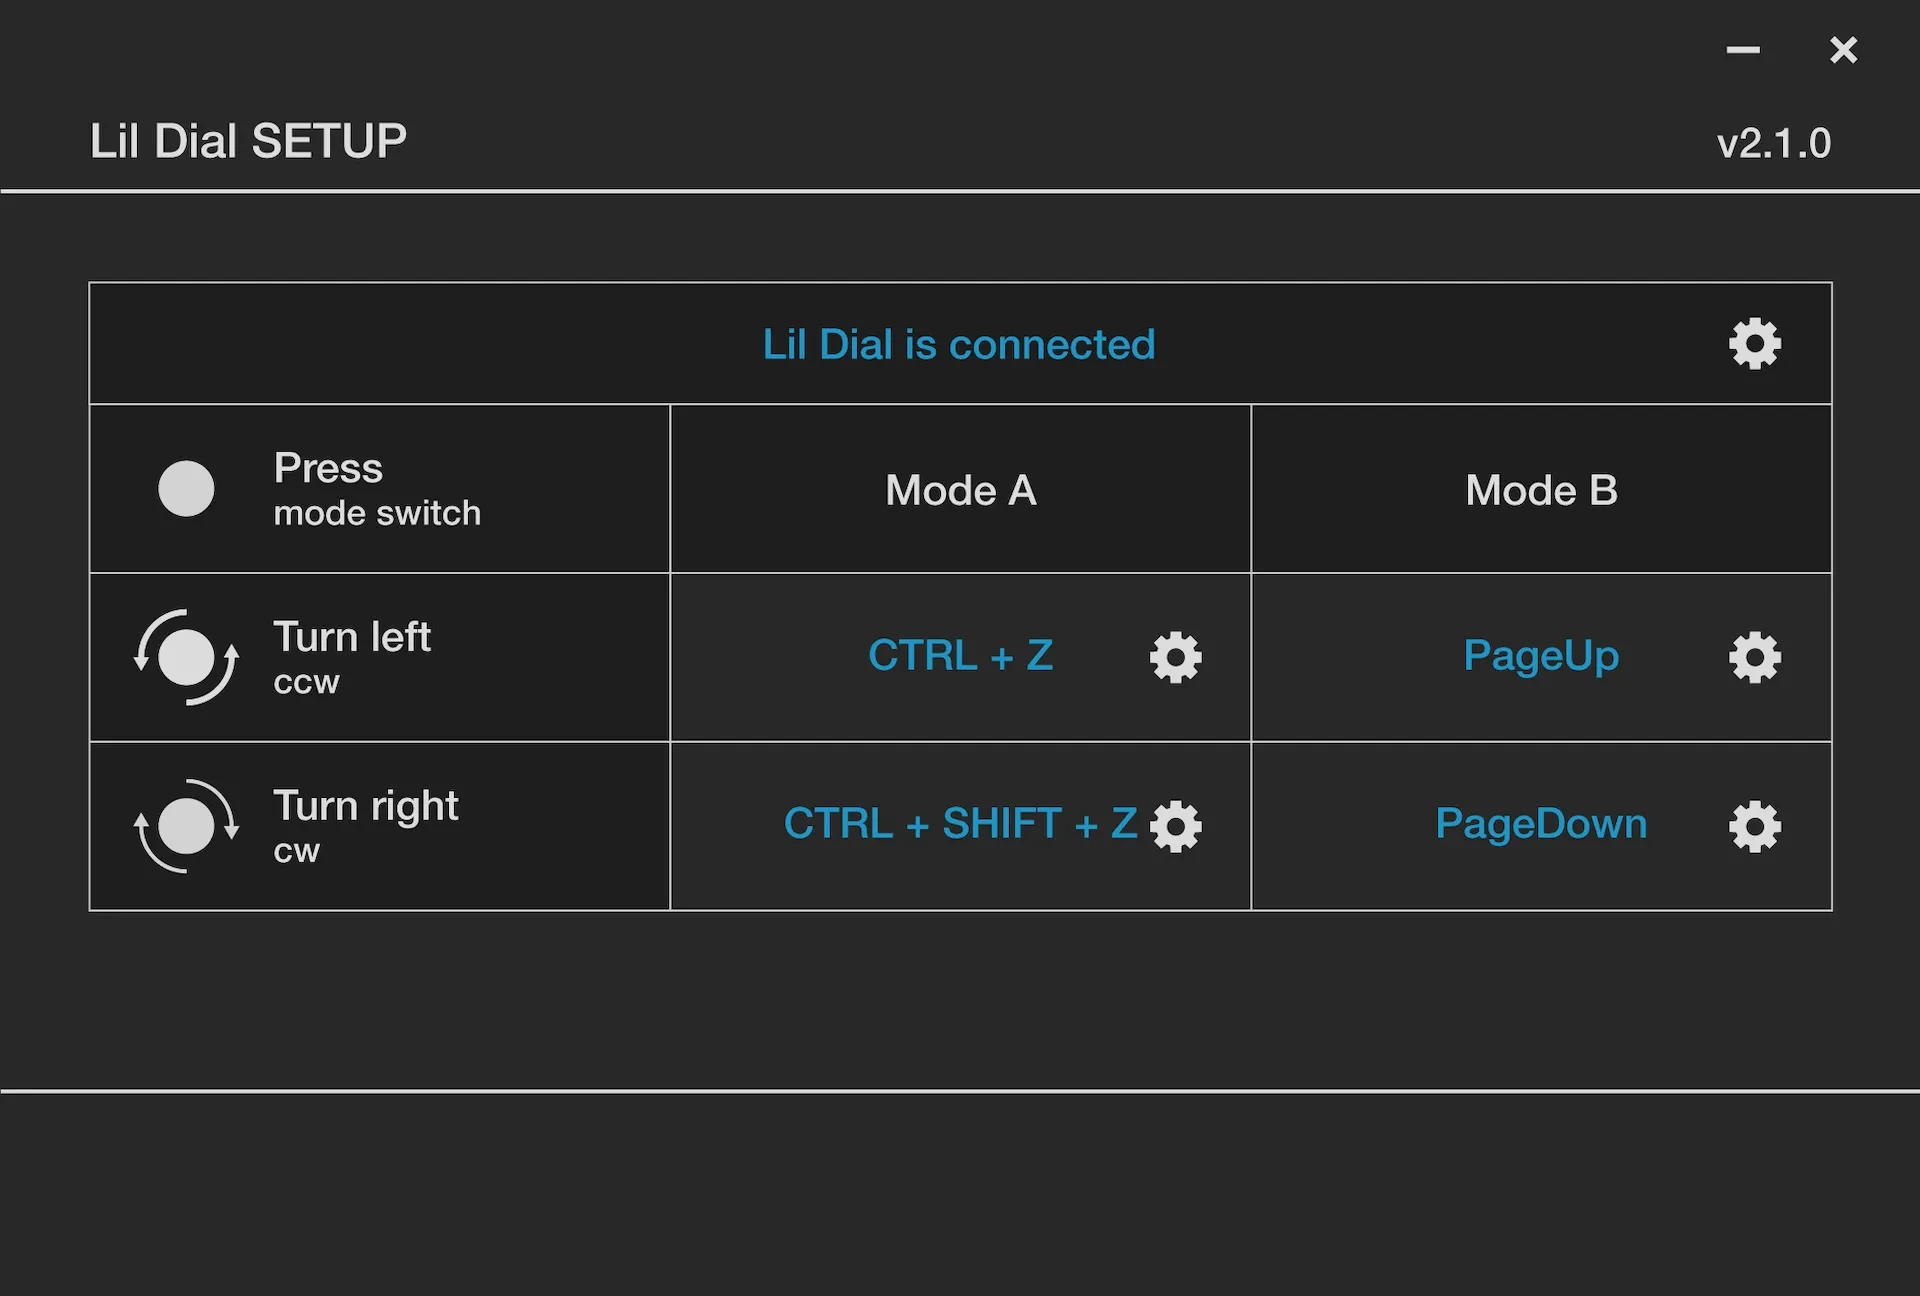 Lil Dial SETUP
v2.1.0
Lil Dial is connected
Press
mode switch
Mode A
Mode B
Turn left
ccw
CTRL + Z
PageUp
Turn right
cw
CTRL + SHIFT + Z
PageDown